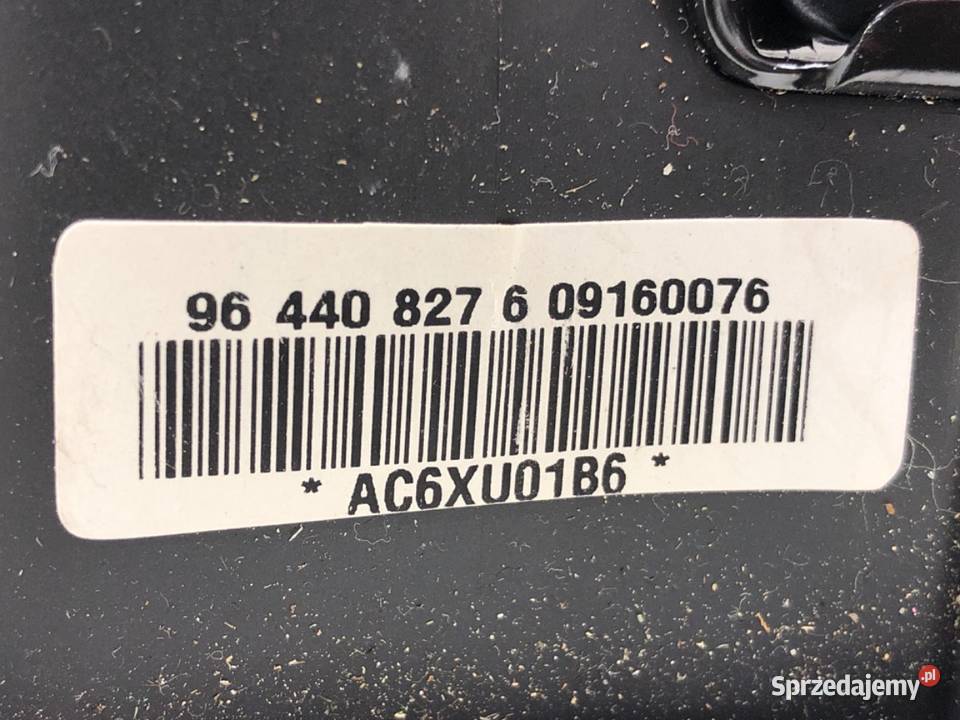 96 440 827 6 09160076
* AC6XU01B6 *
Sprzedajemy.pl